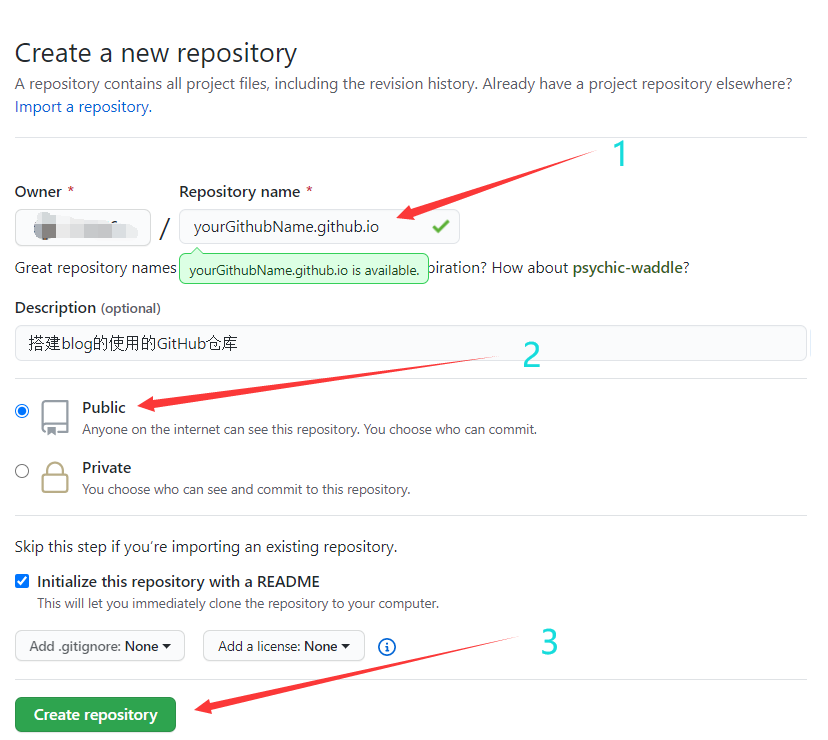 Create a new repository
A repository contains all project files, including the revision history. Already have a project repository elsewhere?
Import a repository.
1
Owner * Repository name *
/ yourGithubName.github.io
Great repository names piration? How about psychic-waddle?
yourGithubName.github.io is available.
Description (optional)
搭建blog的使用的GitHub仓库
2
Public
Anyone on the internet can see this repository. You choose who can commit.
Private
You choose who can see and commit to this repository.
Skip this step if you're importing an existing repository.
Initialize this repository with a README
This will let you immediately clone the repository to your computer.
Add .gitignore: None Add a license: None
3
Create repository